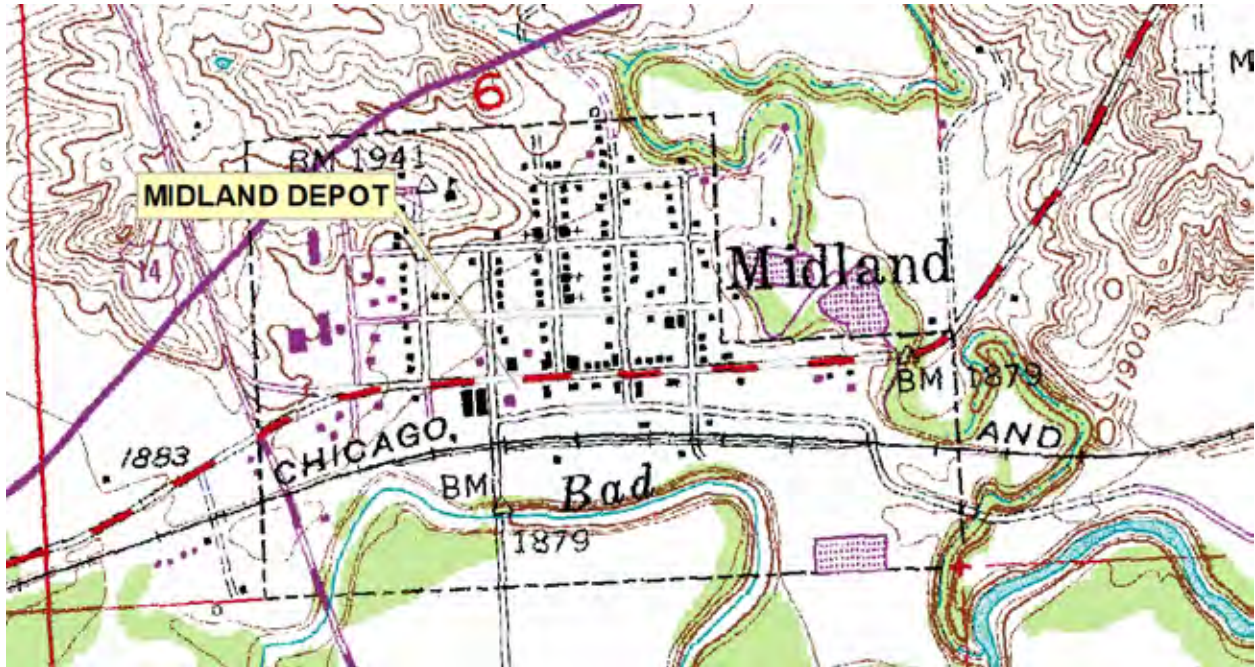 6
M
BM 1941
MIDLAND DEPOT
14
Midland
1900
BM 1879
1883
CHICAGO
AND
BM
Bad
1879